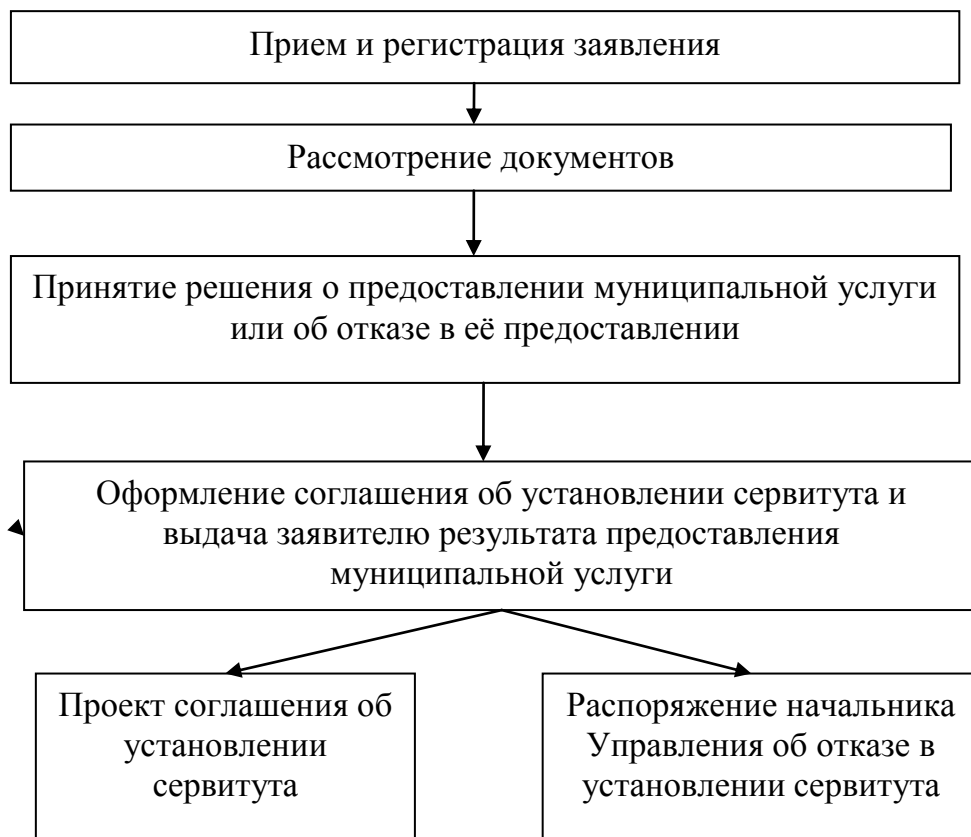 Прием и регистрация заявления
Рассмотрение документов
Принятие решения о предоставлении муниципальной услуги
или об отказе в её предоставлении
Оформление соглашения об установлении сервитута и
выдача заявителю результата предоставления
муниципальной услуги
Проект соглашения об
установлении
сервитута
Распоряжение начальника
Управления об отказе в
установлении сервитута